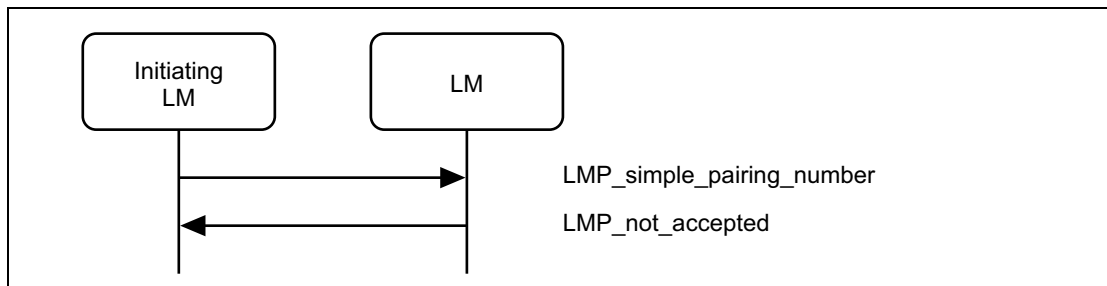 Initiating
LM
LM
LMP_simple_pairing_number
LMP_not_accepted